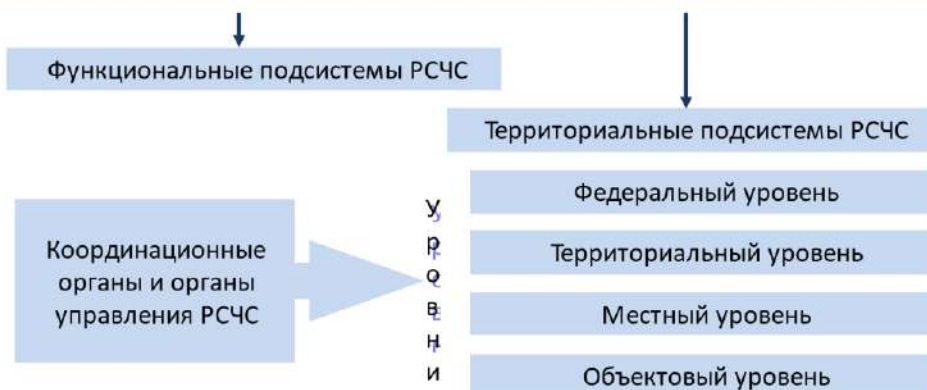 Функциональные подсистемы РСЧС
Территориальные подсистемы РСЧС
Координационные
органы и органы
управления РСЧС
Уровни
Федеральный уровень
Территориальный уровень
Местный уровень
Объектовый уровень